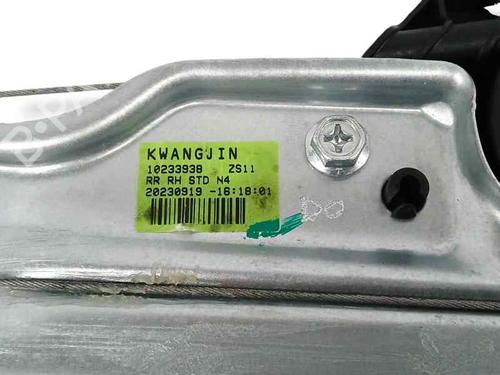 KWANGJIN
10233938 ZS11
RR RH STD N4
20230919 -16:18:01